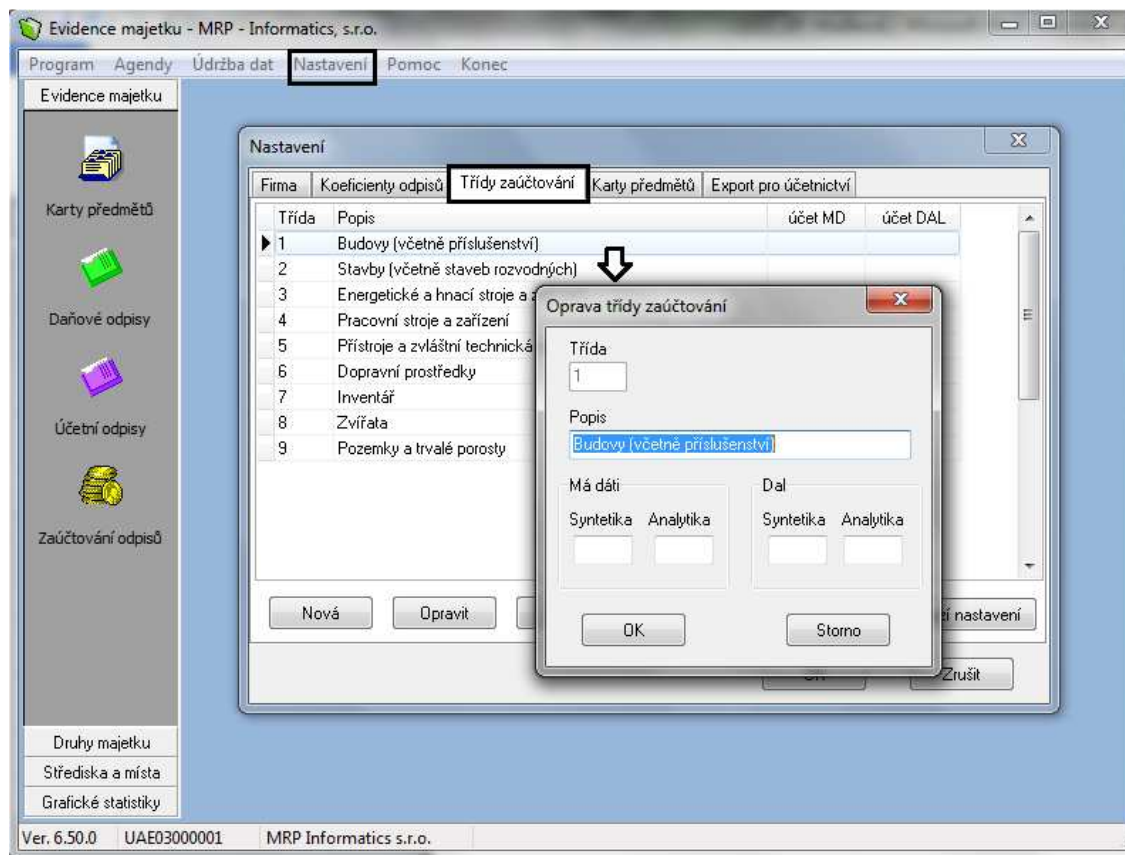 Evidence majetku - MRP - Informatics, s.r.o.
Program Agendy Údržba dat Nastavení Pomoc Konec
Evidence majetku
Karty předmětů
Daňové odpisy
Účetní odpisy
Zaúčtování odpisů
Druhy majetku
Střediska a místa
Grafické statistiky
Nastavení
Firma Koeficienty odpisů Třídy zaúčtování Karty předmětů Export pro účetnictví
Třída Popis účet MD účet DAL
1 Budovy (včetně příslušenství)
2 Stavby (včetně staveb rozvodných)
3 Energetické a hnací stroje a
4 Pracovní stroje a zařízení
5 Přístroje a zvláštní technická
6 Dopravní prostředky
7 Inventář
8 Zvířata
9 Pozemky a trvalé porosty
Nová Opravit nastavení
Zrušit
Oprava třídy zaúčtování
Třída
1
Popis
Budovy (včetně příslušenství)
Má dáti Dal
Syntetika Analytika Syntetika Analytika
OK Storno
Ver. 6.50.0 UAE03000001 MRP Informatics s.r.o.